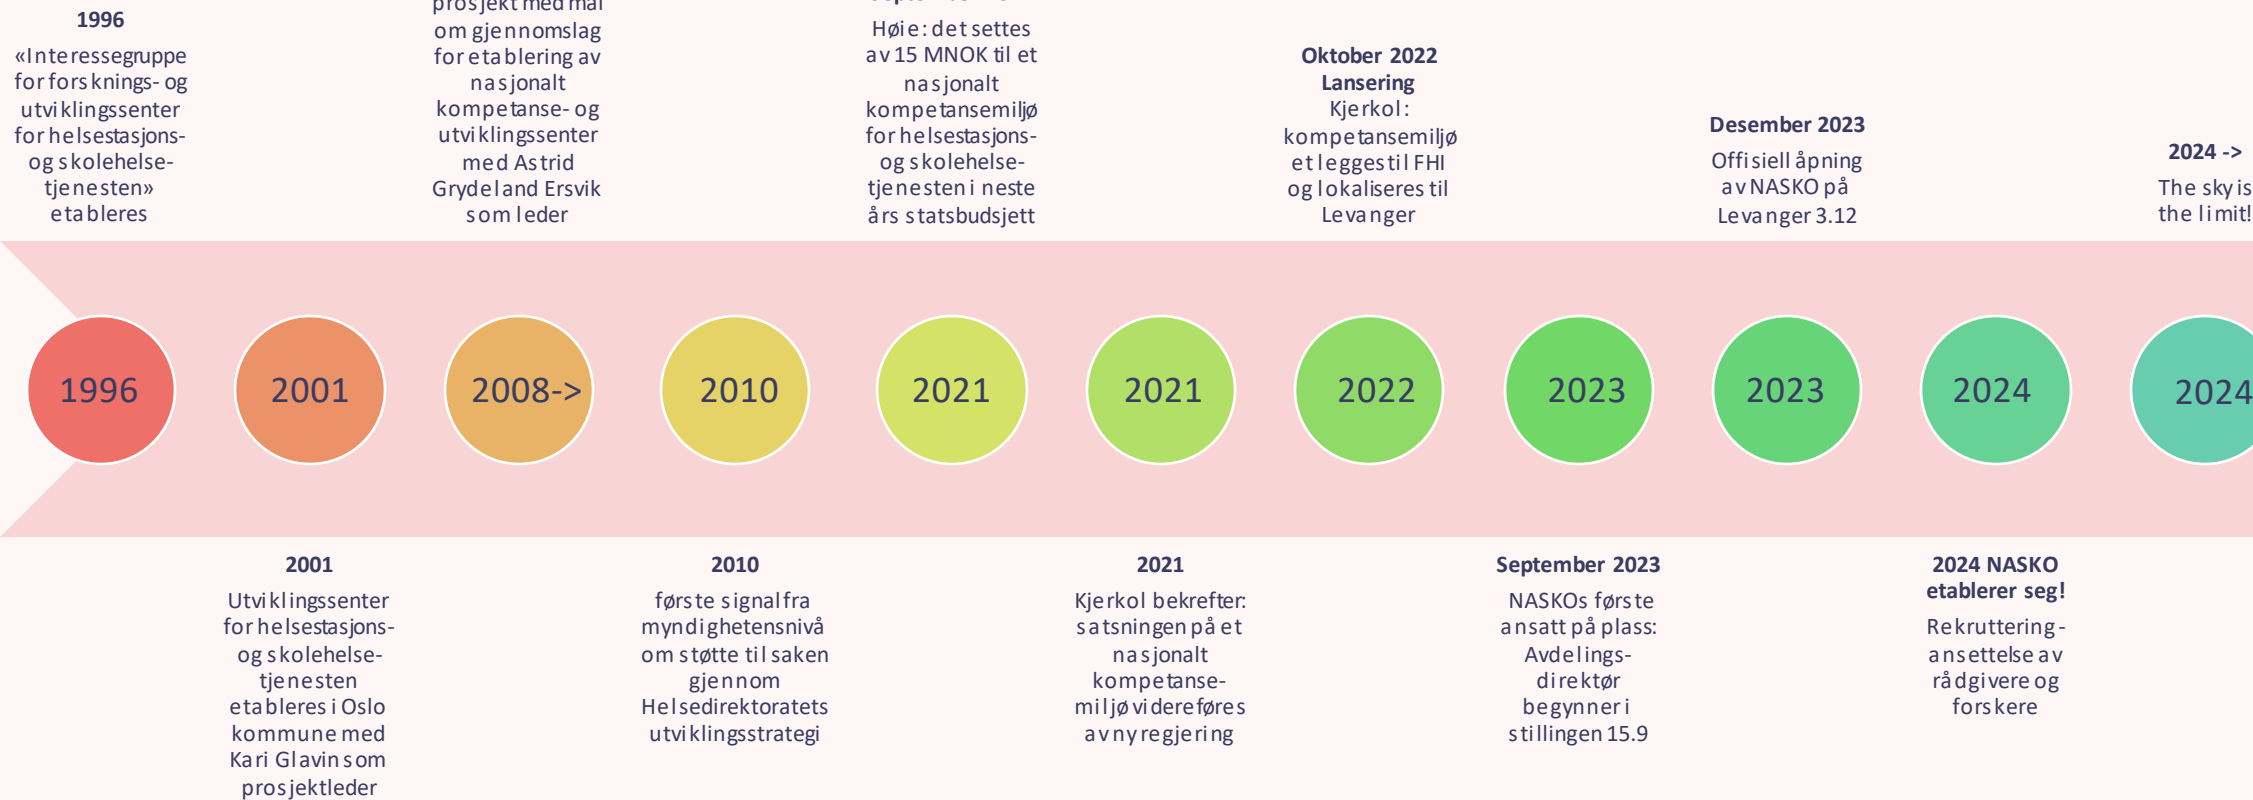 1996
«Interessegruppe
for forsknings- og
utviklingssenter
for helsestasjons-
og skolehelse-
tjenesten»
etableres
prosjekt med mål
om gjennomslag
for etablering av
nasjonalt
kompetanse- og
utviklingssenter
med Astrid
Grydeland Ersvik
som leder
Høie: det settes
av 15 MNOK til et
nasjonalt
kompetansemiljø
for helsestasjons-
og skolehelse-
tjenesten i neste
års statsbudsjett
Oktober 2022
Lansering
Kjerkol:
kompetansemiljø
et legges til FHI
og lokaliseres til
Levanger
Desember 2023
Offisiell åpning
av NASKO på
Levanger 3.12
2024 ->
The sky is
the limit!
1996
2001
2008->
2010
2021
2021
2022
2023
2023
2024
2024
2001
Utviklingssenter
for helsestasjons-
og skolehelse-
tjenesten
etableres i Oslo
kommune med
Kari Glavin som
prosjektleder
2010
første signal fra
myndighetensnivå
om støtte til saken
gjennom
Helsedirektoratets
utviklingsstrategi
2021
Kjerkol bekrefter:
satsningen på et
nasjonalt
kompetanse-
miljø videreføres
av ny regjering
September 2023
NASKOs første
ansatt på plass:
Avdelings-
direktør
begynner i
stillingen 15.9
2024 NASKO
etablerer seg!
Rekruttering -
ansettelse av
rådgivere og
forskere